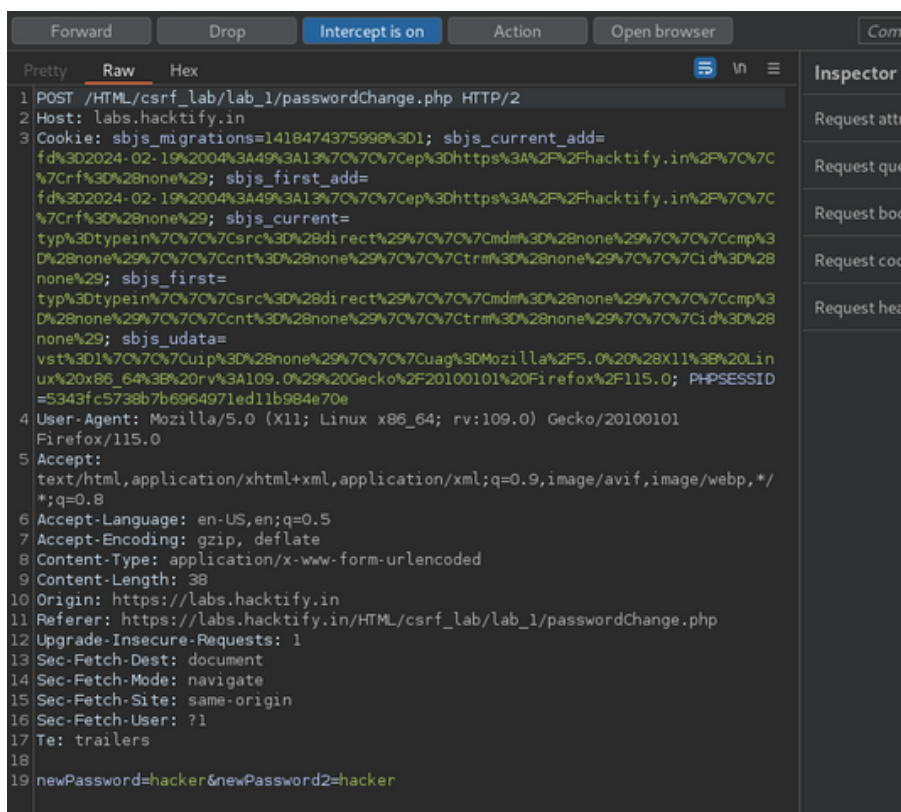 Forward Drop Intercept is on Action Open browser Com
Pretty Raw Hex \n Inspector
1 POST /HTML/csrf_lab/lab_1/passwordChange.php HTTP/2
2 Host: labs.hacktify.in
3 Cookie: sbjs_migrations=1418474375998%3D1; sbjs_current_add=
fd%3D2024-02-19%2004%3A49%3A13%7C%7C%7Cep%3Dhttps%3A%2F%2Fhacktify.in%2F%7C%7C
%7Crf%3D%28none%29; sbjs_first_add=
fd%3D2024-02-19%2004%3A49%3A13%7C%7C%7Cep%3Dhttps%3A%2F%2Fhacktify.in%2F%7C%7C
%7Crf%3D%28none%29; sbjs_current=
typ%3Dtypein%7C%7C%7Csrc%3D%28direct%29%7C%7C%7Cmdm%3D%28none%29%7C%7C%7Ccmp%3
D%28none%29%7C%7C%7Ccnt%3D%28none%29%7C%7C%7Ctrm%3D%28none%29%7C%7C%7Cid%3D%28
none%29; sbjs_first=
typ%3Dtypein%7C%7C%7Csrc%3D%28direct%29%7C%7C%7Cmdm%3D%28none%29%7C%7C%7Ccmp%3
D%28none%29%7C%7C%7Ccnt%3D%28none%29%7C%7C%7Ctrm%3D%28none%29%7C%7C%7Cid%3D%28
none%29; sbjs_udata=
vst%3D1%7C%7C%7Cuip%3D%28none%29%7C%7C%7Cuag%3DMozilla%2F5.0%20%28X11%3B%20Lin
ux%20x86_64%3B%20rv%3A109.0%29%20Gecko%2F20100101%20Firefox%2F115.0; PHPSESSID
=5343fc5738b7b6964971ed11b984e70e
4 User-Agent: Mozilla/5.0 (X11; Linux x86_64; rv:109.0) Gecko/20100101
Firefox/115.0
5 Accept:
text/html,application/xhtml+xml,application/xml;q=0.9,image/avif,image/webp,*/
*;q=0.8
6 Accept-Language: en-US,en;q=0.5
7 Accept-Encoding: gzip, deflate
8 Content-Type: application/x-www-form-urlencoded
9 Content-Length: 38
10 Origin: https://labs.hacktify.in
11 Referer: https://labs.hacktify.in/HTML/csrf_lab/lab_1/passwordChange.php
12 Upgrade-Insecure-Requests: 1
13 Sec-Fetch-Dest: document
14 Sec-Fetch-Mode: navigate
15 Sec-Fetch-Site: same-origin
16 Sec-Fetch-User: ?1
17 Te: trailers
18
19 newPassword=hacker&newPassword2=hacker
Request attr
Request que
Request bod
Request coo
Request hea